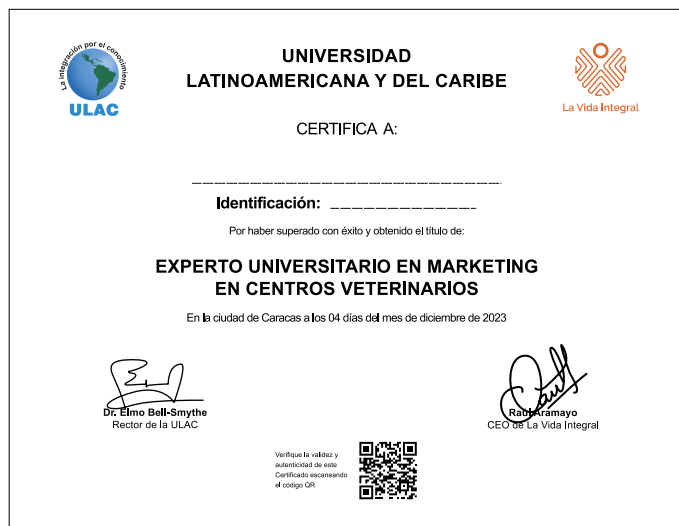 La integración por el conocimiento
ULAC
UNIVERSIDAD
LATINOAMERICANA Y DEL CARIBE
La Vida Integral
CERTIFICA A:
Identificación:
Por haber superado con éxito y obtenido el título de:
EXPERTO UNIVERSITARIO EN MARKETING
EN CENTROS VETERINARIOS
En la ciudad de Caracas a los 04 días del mes de diciembre de 2023
Dr. Elmo Bell-Smythe
Rector de la ULAC
Raúl Aramayo
CEO de La Vida Integral
Verifique la validez y
autenticidad de este
Certificado escaneando
el código QR